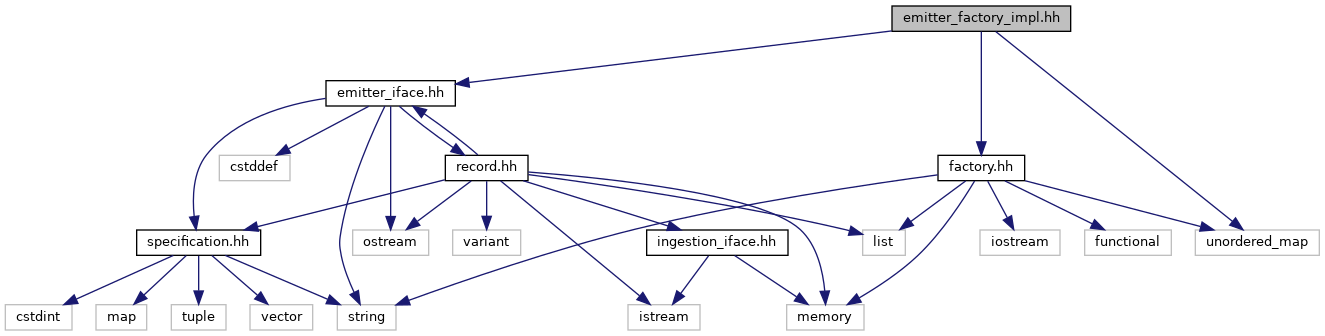 emitter_factory_impl.hh
emitter_iface.hh
cstddef
record.hh
factory.hh
specification.hh
ostream
variant
ingestion_iface.hh
list
iostream
functional
unordered_map
cstdint
map
tuple
vector
string
istream
memory